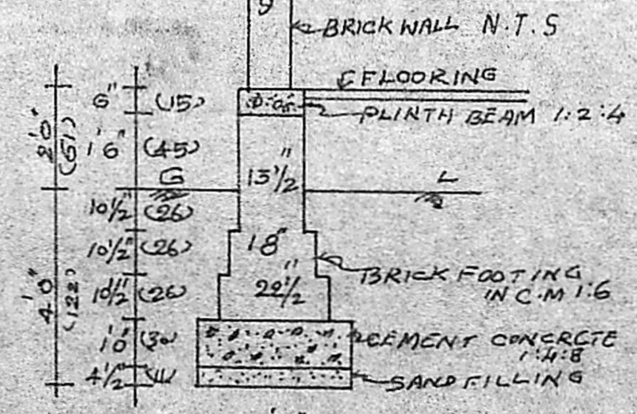 9"
BRICK WALL N.T.S
FLOORING
6" (15)
PLINTH BEAM 1:2:4
2'0" (61)
1'6" (45)
13½"
G L
10½" (26)
10½" (26)
18"
4'0" (122)
BRICK FOOTING
IN C.M 1:6
10½" (26)
22½"
1'0" (30)
CEMENT CONCRETE
1:4:8
4½" (11)
SAND FILLING